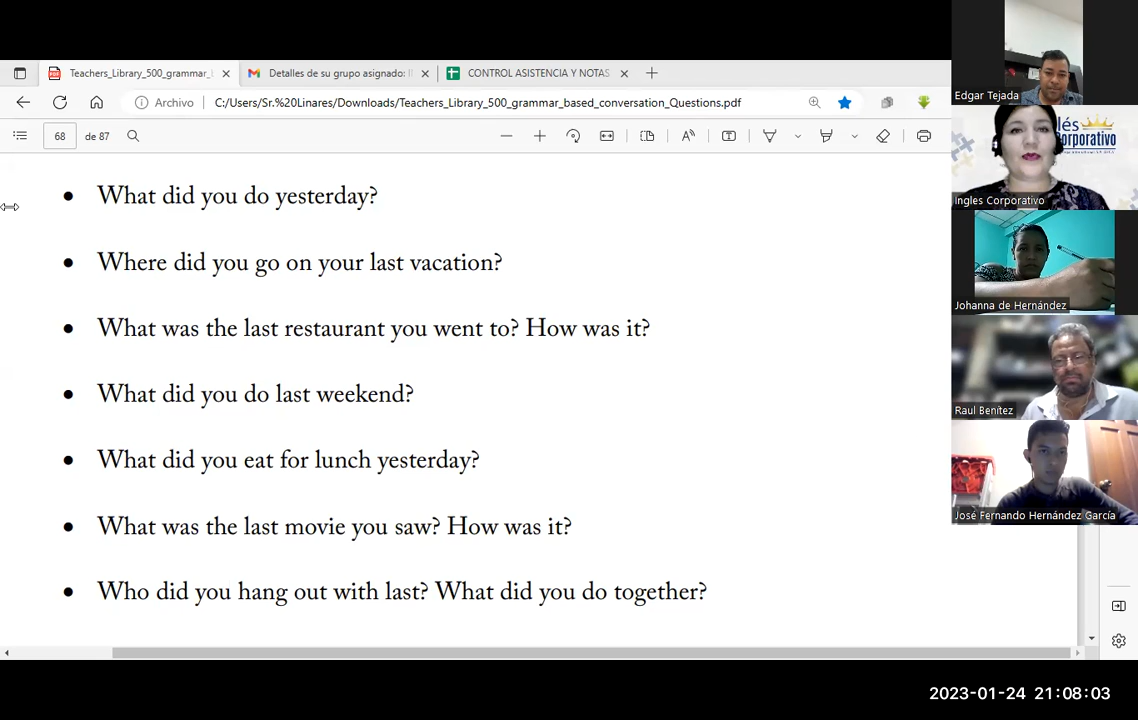 Teachers_Library_500_grammar_
Detalles de su grupo asignado: I
CONTROL ASISTENCIA Y NOTAS
Archivo
C:/Users/Sr.%20Linares/Downloads/Teachers_Library_500_grammar_based_conversation_Questions.pdf
68 de 87
• What did you do yesterday?
• Where did you go on your last vacation?
• What was the last restaurant you went to? How was it?
• What did you do last weekend?
• What did you eat for lunch yesterday?
• What was the last movie you saw? How was it?
• Who did you hang out with last? What did you do together?
Edgar Tejada
lés
orporativo
Ingles Corporativo
Johanna de Hernández
Raul Benítez
José Fernando Hernández García
2023-01-24 21:08:03